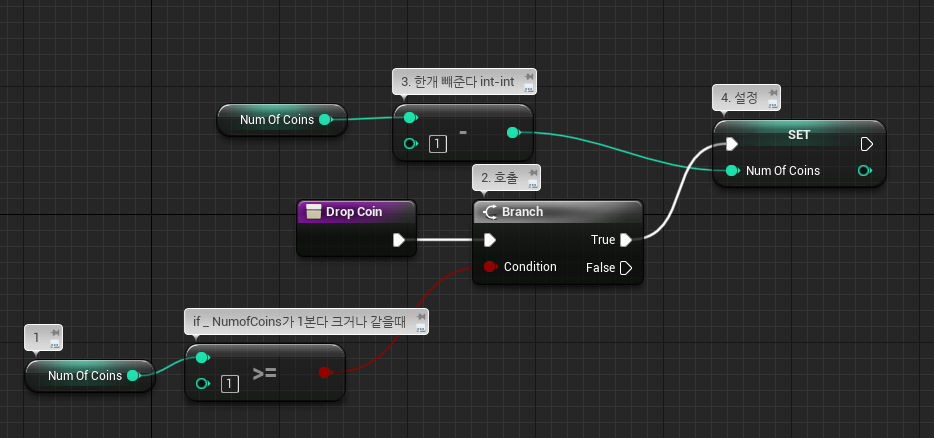 3. 한개 빼준다 int-int
Num Of Coins
1
-
4. 설정
SET
Num Of Coins
2. 호출
Drop Coin
Branch
True
Condition
False
if _ NumofCoins가 1본다 크거나 같을때
1
Num Of Coins
1
>=